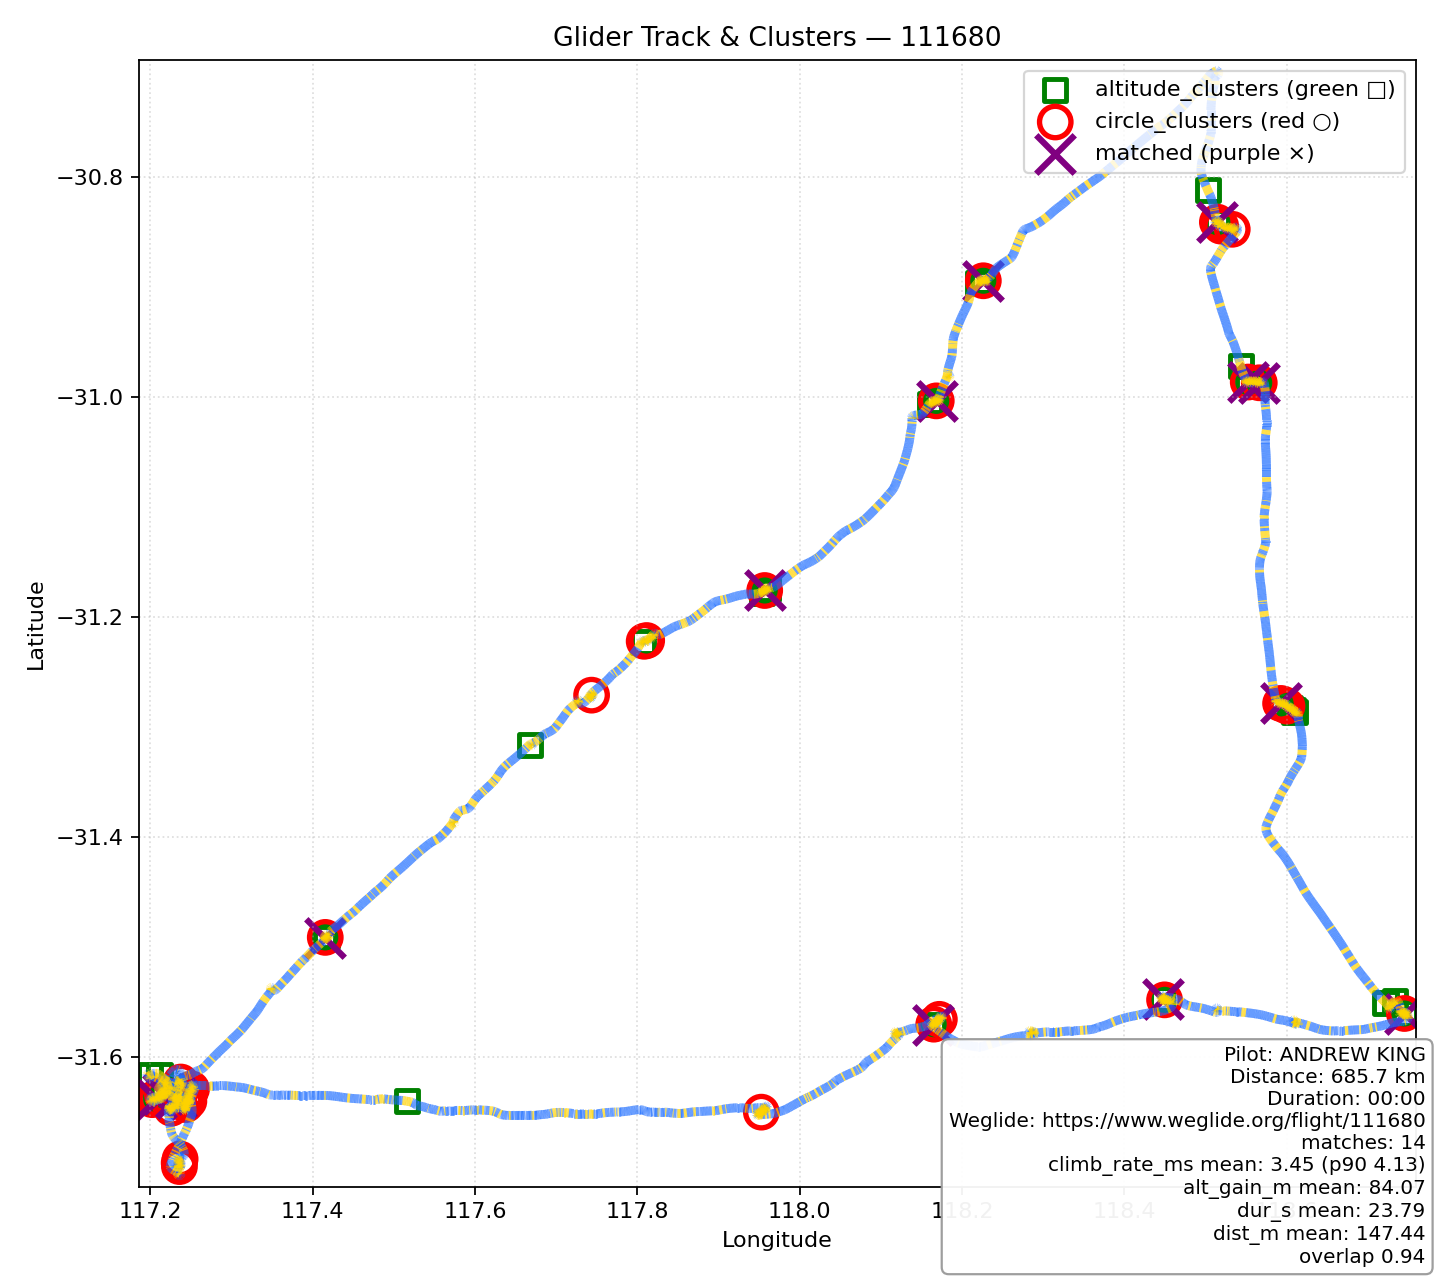 Glider Track & Clusters — 111680
altitude_clusters (green □)
circle_clusters (red ○)
matched (purple ×)
Latitude
−30.8
−31.0
−31.2
−31.4
−31.6
117.2 117.4 117.6 117.8 118.0 118.2 118.4
Longitude
Pilot: ANDREW KING
Distance: 685.7 km
Duration: 00:00
Weglide: https://www.weglide.org/flight/111680
matches: 14
climb_rate_ms mean: 3.45 (p90 4.13)
alt_gain_m mean: 84.07
dur_s mean: 23.79
dist_m mean: 147.44
overlap 0.94